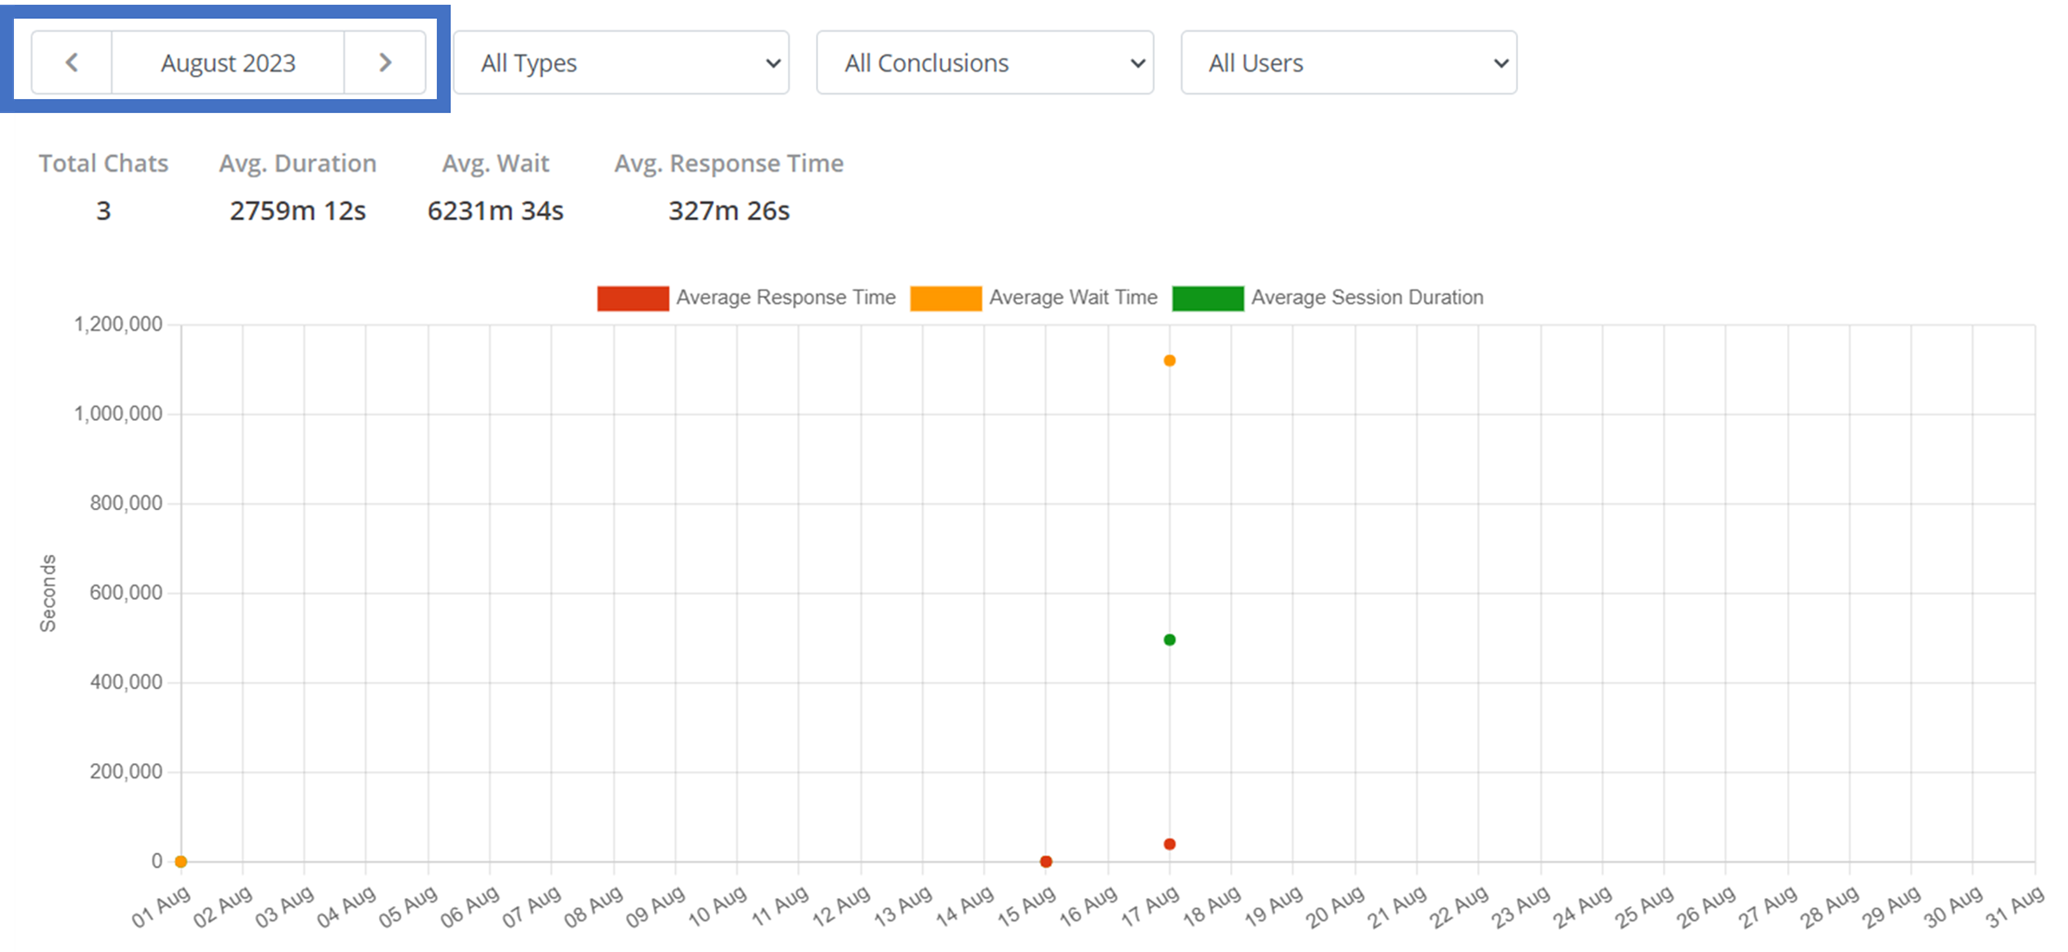 August 2023 All Types All Conclusions All Users
Total Chats Avg. Duration Avg. Wait Avg. Response Time
3 2759m 12s 6231m 34s 327m 26s
Average Response Time Average Wait Time Average Session Duration
1,200,000
1,000,000
800,000
600,000
400,000
200,000
0
Seconds
01 Aug 02 Aug 03 Aug 04 Aug 05 Aug 06 Aug 07 Aug 08 Aug 09 Aug 10 Aug 11 Aug 12 Aug 13 Aug 14 Aug 15 Aug 16 Aug 17 Aug 18 Aug 19 Aug 20 Aug 21 Aug 22 Aug 23 Aug 24 Aug 25 Aug 26 Aug 27 Aug 28 Aug 29 Aug 30 Aug 31 Aug